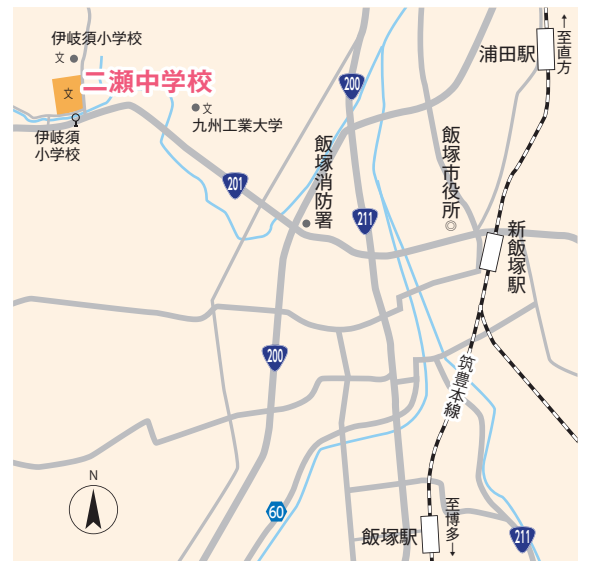 伊岐須小学校
文
二瀬中学校
文
伊岐須
小学校
文
九州工業大学
200
201
飯塚消防署
211
飯塚市役所
浦田駅
↑至直方
新飯塚駅
200
筑豊本線
N
60
飯塚駅
至博多↓
211